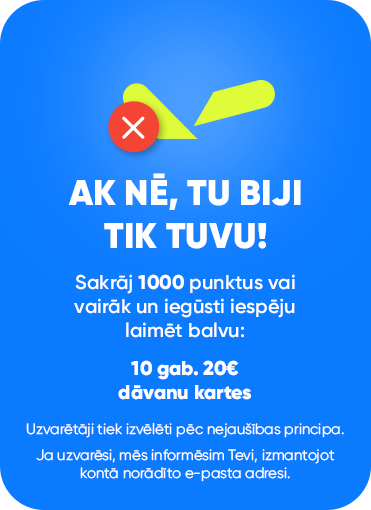 AK NĒ, TU BIJI
TIK TUVU!
Sakrāj 1000 punktus vai
vairāk un iegūsti iespēju
laimēt balvu:
10 gab. 20€
dāvanu kartes
Uzvarētāji tiek izvēlēti pēc nejaušības principa.
Ja uzvarēsi, mēs informēsim Tevi, izmantojot
kontā norādīto e-pasta adresi.